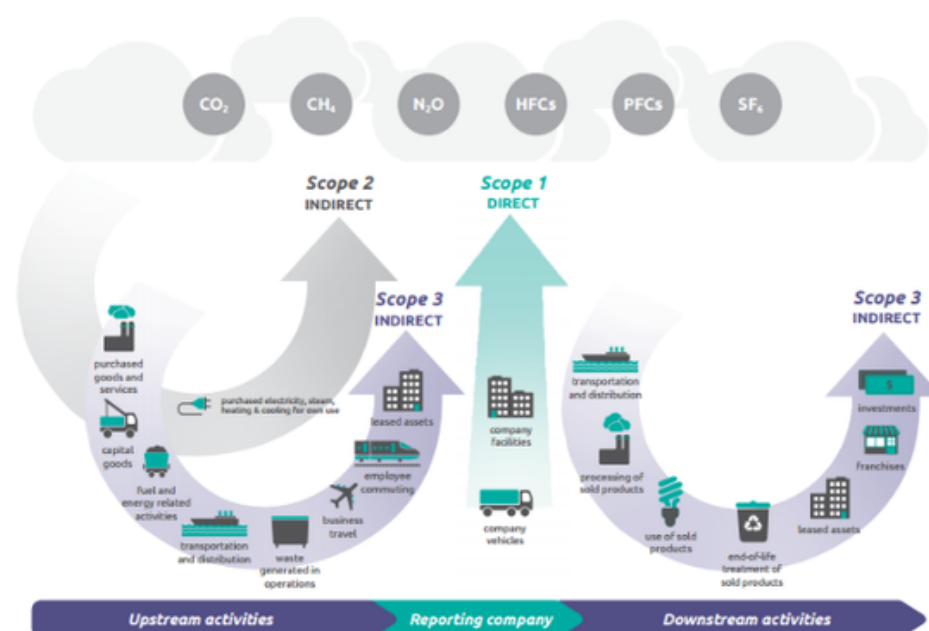 CO₂
CH₄
N₂O
HFCs
PFCs
SF₆
Scope 2
INDIRECT
Scope 1
DIRECT
Scope 3
INDIRECT
Scope 3
INDIRECT
purchased
goods and
services
capital
goods
fuel and
energy related
activities
transportation
and distribution
waste
generated in
operations
business
travel
employee
commuting
leased assets
purchased electricity, steam,
heating & cooling for own use
company
facilities
company
vehicles
transportation
and distribution
processing of
sold products
use of sold
products
end-of-life
treatment of
sold products
leased assets
franchises
$
investments
Upstream activities
Reporting company
Downstream activities